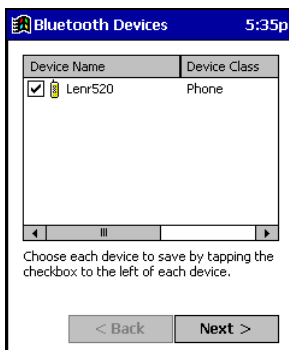 Bluetooth Devices 5:35p
Device Name Device Class
Lenr520 Phone
Choose each device to save by tapping the
checkbox to the left of each device.
< Back Next >